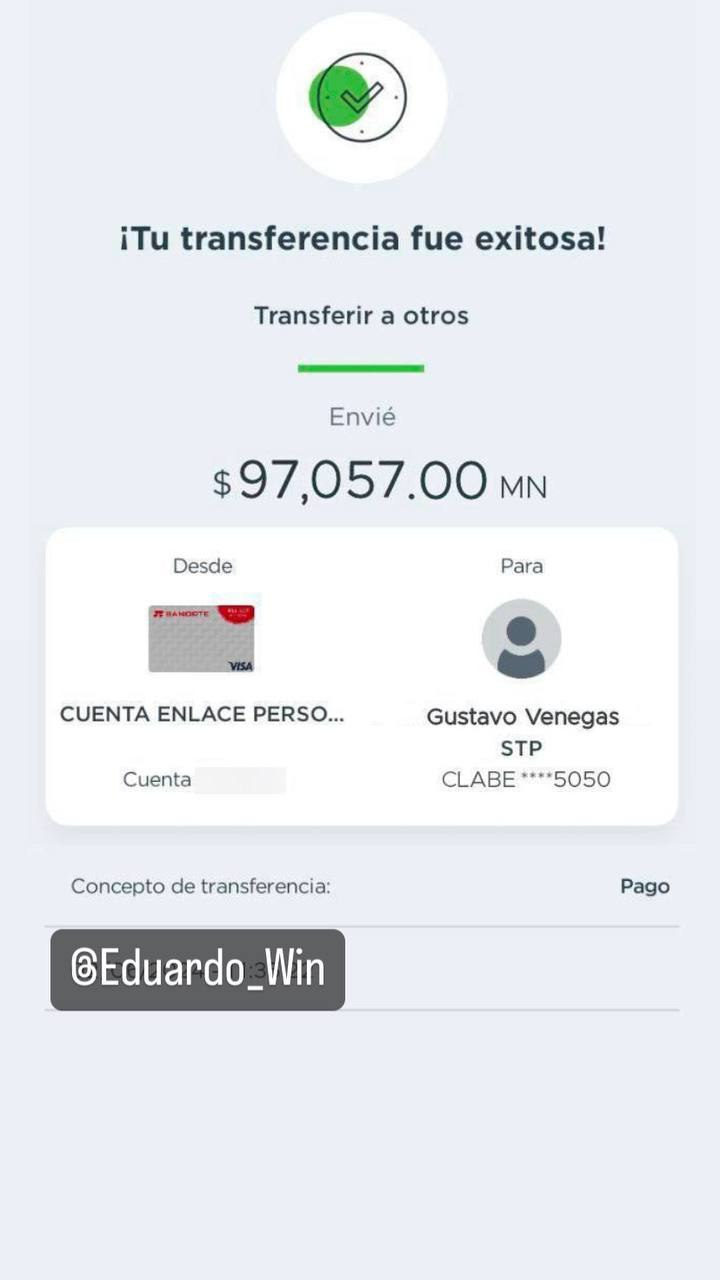 ¡Tu transferencia fue exitosa!
Transferir a otros
Envié
$97,057.00 MN
Desde
Para
BANORTE
VISA
CUENTA ENLACE PERSO...
Gustavo Venegas
STP
Cuenta
CLABE ****5050
Concepto de transferencia:
Pago
@Eduardo_Win